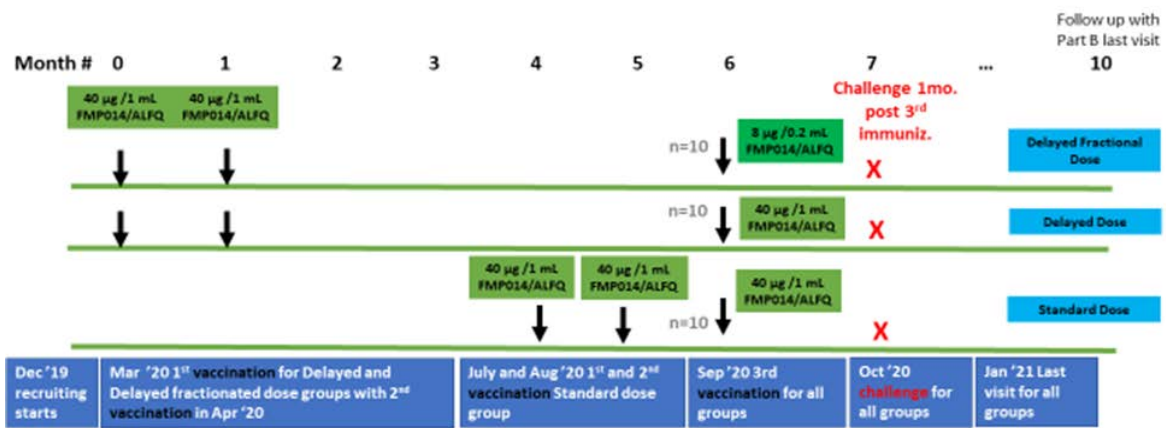 Follow up with
Part B last visit
Month # 0 1 2 3 4 5 6 7 ... 10
40 µg /1 mL
FMP014/ALFQ
40 µg /1 mL
FMP014/ALFQ
Challenge 1mo.
post 3rd
immuniz.
n=10
8 µg /0.2 mL
FMP014/ALFQ
X
Delayed Fractional
Dose
n=10
40 µg /1 mL
FMP014/ALFQ
X
Delayed Dose
40 µg /1 mL
FMP014/ALFQ
40 µg /1 mL
FMP014/ALFQ
n=10
40 µg /1 mL
FMP014/ALFQ
X
Standard Dose
Dec '19
recruiting
starts
Mar '20 1st vaccination for Delayed and
Delayed fractionated dose groups with 2nd
vaccination in Apr '20
July and Aug '20 1st and 2nd
vaccination Standard dose
group
Sep '20 3rd
vaccination for all
groups
Oct '20
challenge for
all groups
Jan '21 Last
visit for all
groups